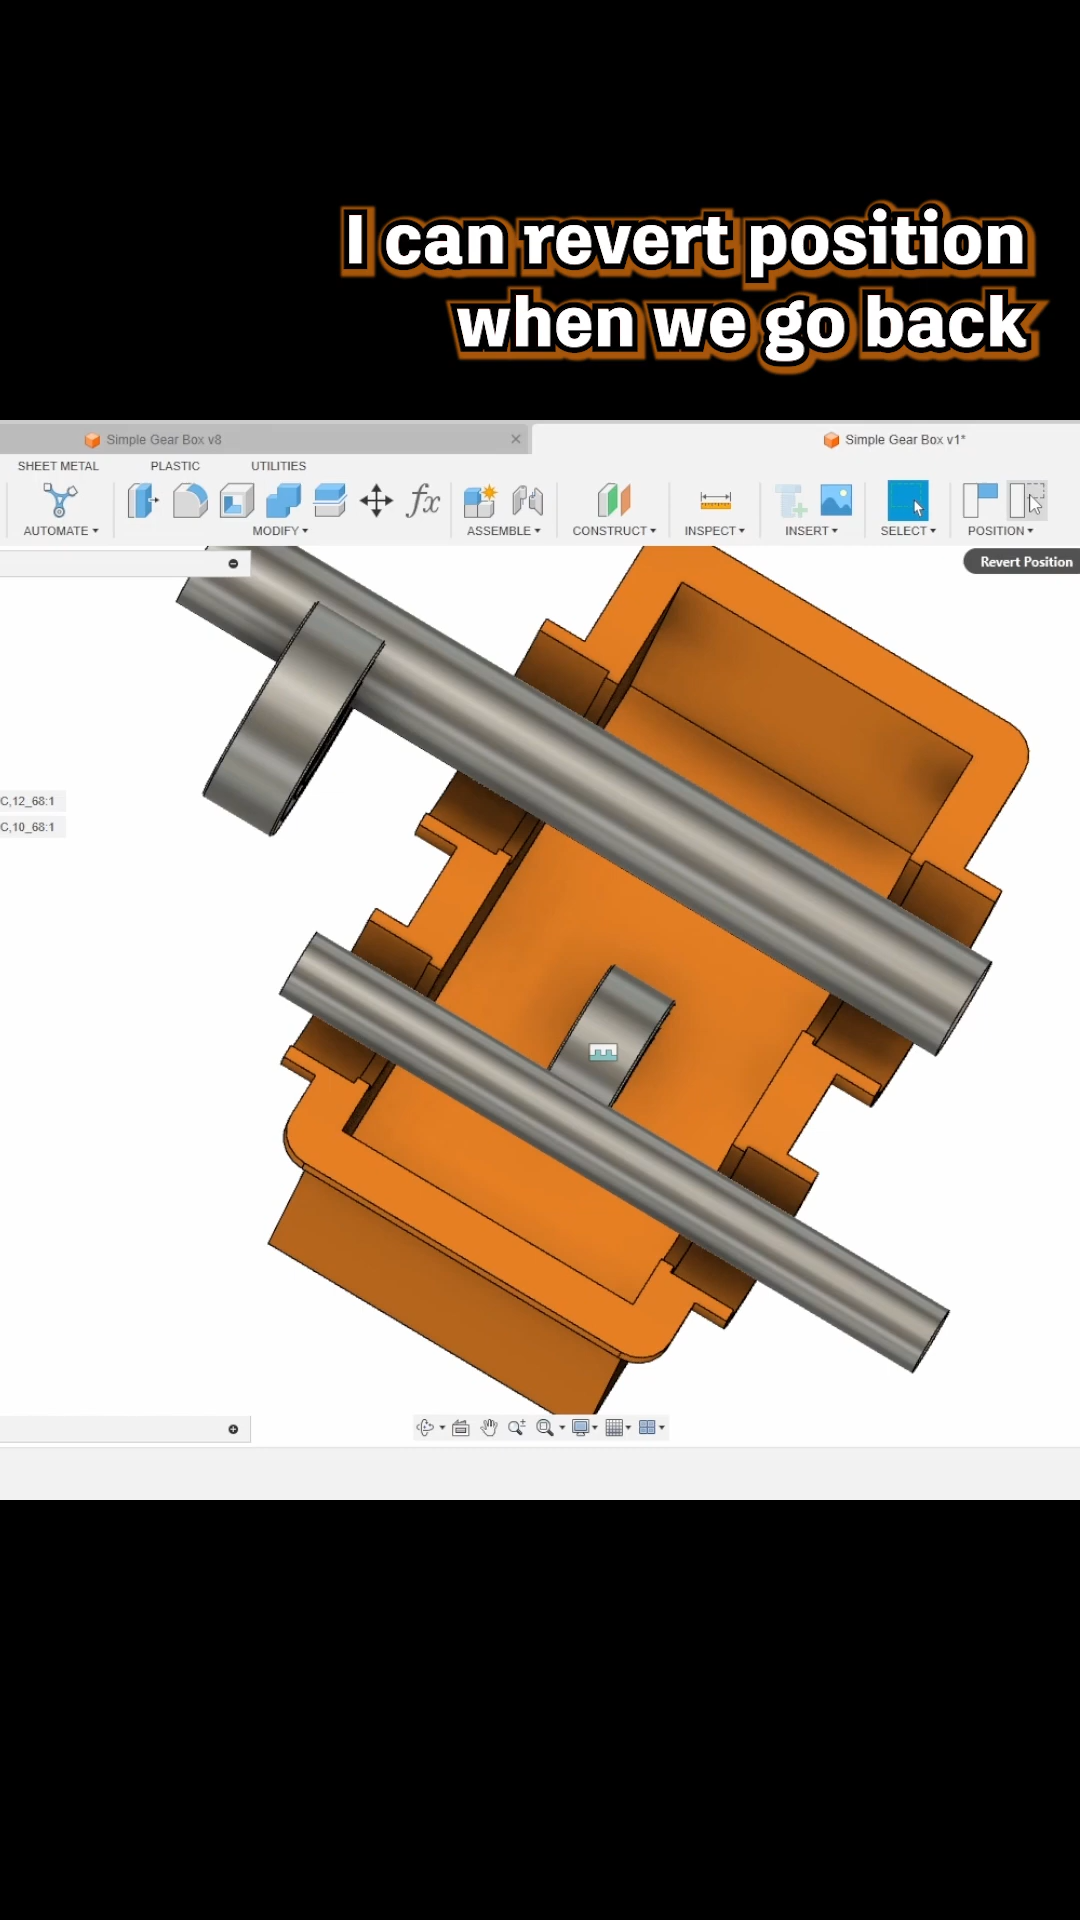 I can revert position
when we go back
Simple Gear Box v8
Simple Gear Box v1*
SHEET METAL PLASTIC UTILITIES
fx
AUTOMATE MODIFY ASSEMBLE CONSTRUCT INSPECT INSERT SELECT POSITION
Revert Position
C,12_68:1
C,10_68:1